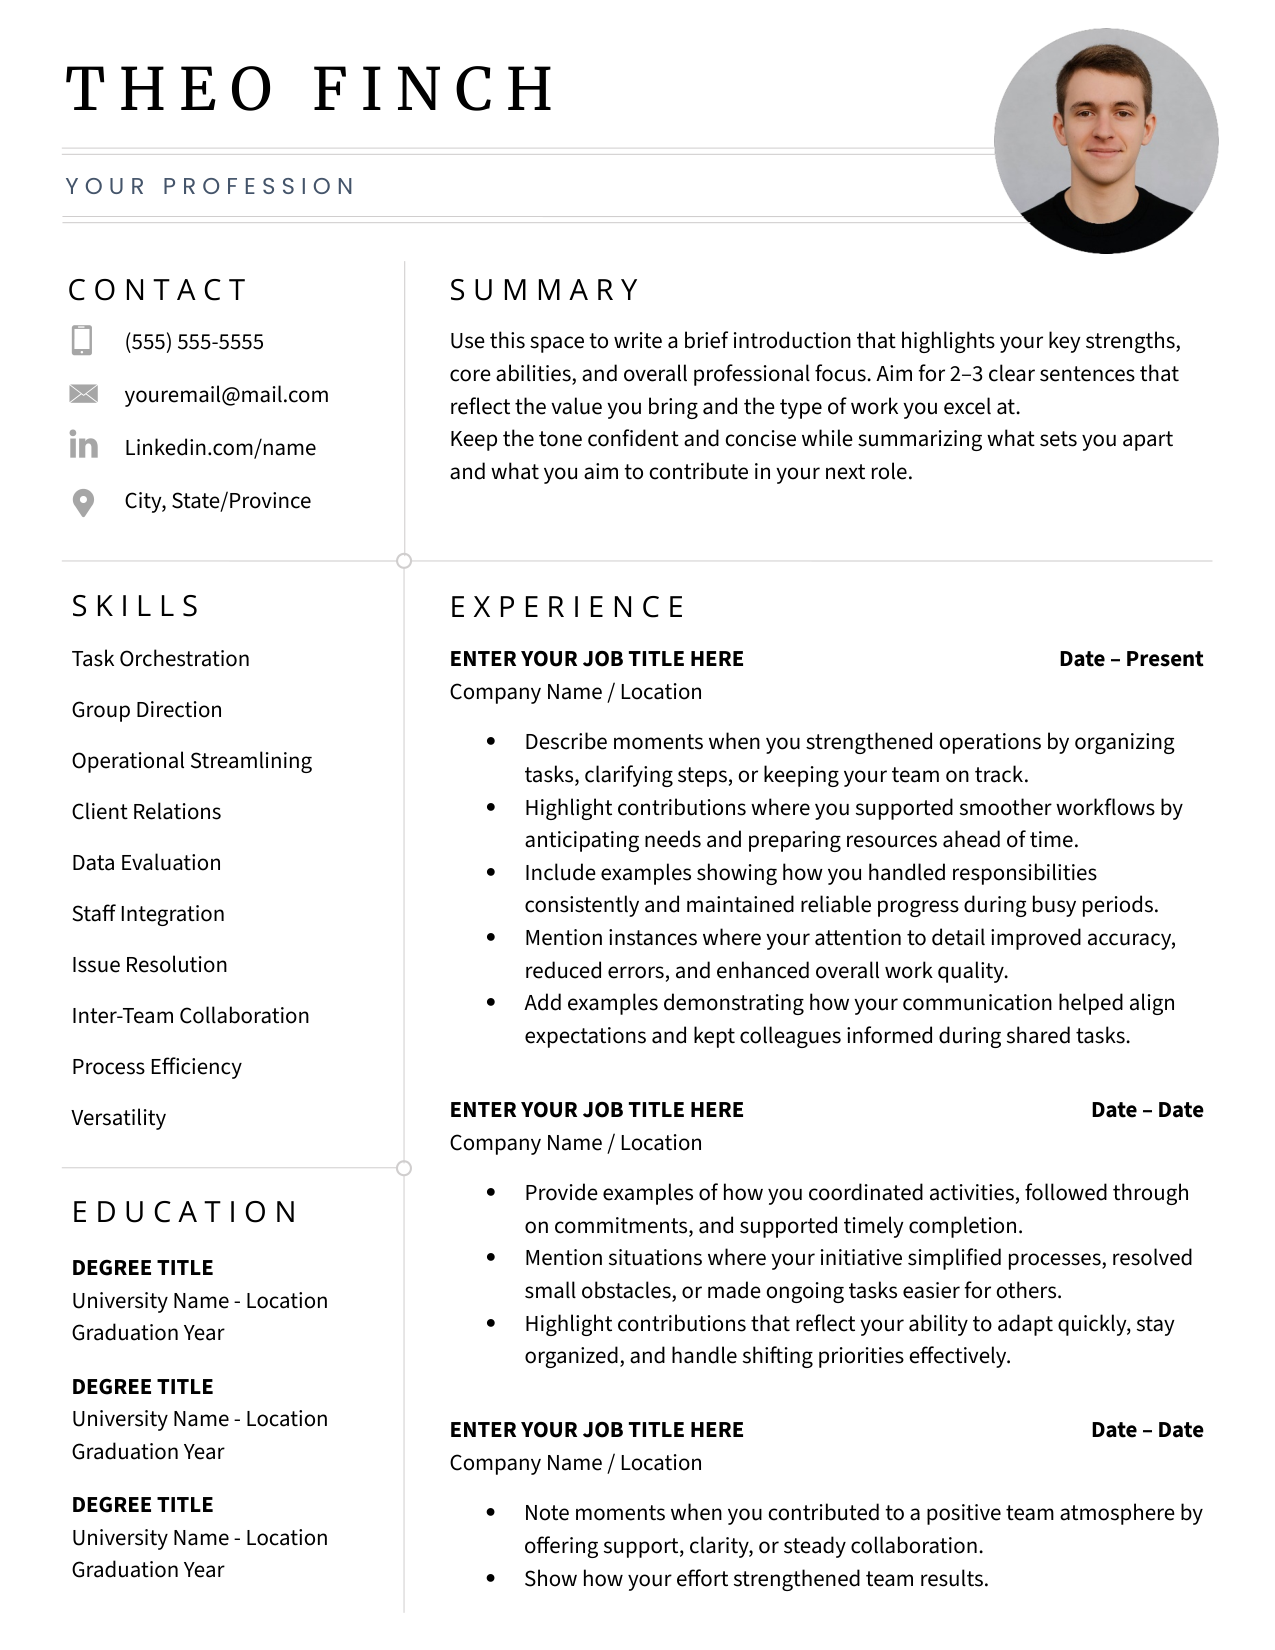 THEO FINCH
YOUR PROFESSION
CONTACT
(555) 555-5555
youremail@mail.com
Linkedin.com/name
City, State/Province
SKILLS
Task Orchestration
Group Direction
Operational Streamlining
Client Relations
Data Evaluation
Staff Integration
Issue Resolution
Inter-Team Collaboration
Process Efficiency
Versatility
EDUCATION
DEGREE TITLE
University Name - Location
Graduation Year
DEGREE TITLE
University Name - Location
Graduation Year
DEGREE TITLE
University Name - Location
Graduation Year
SUMMARY
Use this space to write a brief introduction that highlights your key strengths,
core abilities, and overall professional focus. Aim for 2–3 clear sentences that
reflect the value you bring and the type of work you excel at.
Keep the tone confident and concise while summarizing what sets you apart
and what you aim to contribute in your next role.
EXPERIENCE
ENTER YOUR JOB TITLE HERE Date – Present
Company Name / Location
• Describe moments when you strengthened operations by organizing
tasks, clarifying steps, or keeping your team on track.
• Highlight contributions where you supported smoother workflows by
anticipating needs and preparing resources ahead of time.
• Include examples showing how you handled responsibilities
consistently and maintained reliable progress during busy periods.
• Mention instances where your attention to detail improved accuracy,
reduced errors, and enhanced overall work quality.
• Add examples demonstrating how your communication helped align
expectations and kept colleagues informed during shared tasks.
ENTER YOUR JOB TITLE HERE Date – Date
Company Name / Location
• Provide examples of how you coordinated activities, followed through
on commitments, and supported timely completion.
• Mention situations where your initiative simplified processes, resolved
small obstacles, or made ongoing tasks easier for others.
• Highlight contributions that reflect your ability to adapt quickly, stay
organized, and handle shifting priorities effectively.
ENTER YOUR JOB TITLE HERE Date – Date
Company Name / Location
• Note moments when you contributed to a positive team atmosphere by
offering support, clarity, or steady collaboration.
• Show how your effort strengthened team results.